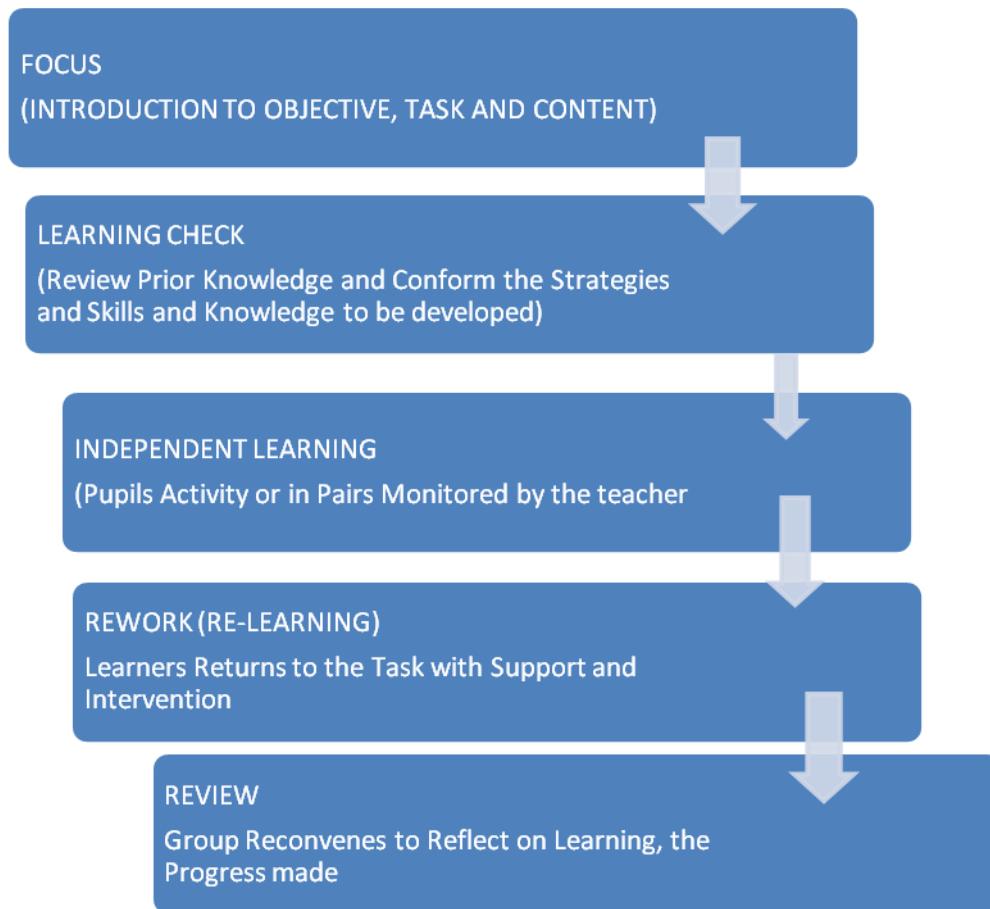 FOCUS
(INTRODUCTION TO OBJECTIVE, TASK AND CONTENT)
LEARNING CHECK
(Review Prior Knowledge and Conform the Strategies
and Skills and Knowledge to be developed)
INDEPENDENT LEARNING
(Pupils Activity or in Pairs Monitored by the teacher
REWORK (RE-LEARNING)
Learners Returns to the Task with Support and
Intervention
REVIEW
Group Reconvenes to Reflect on Learning, the
Progress made